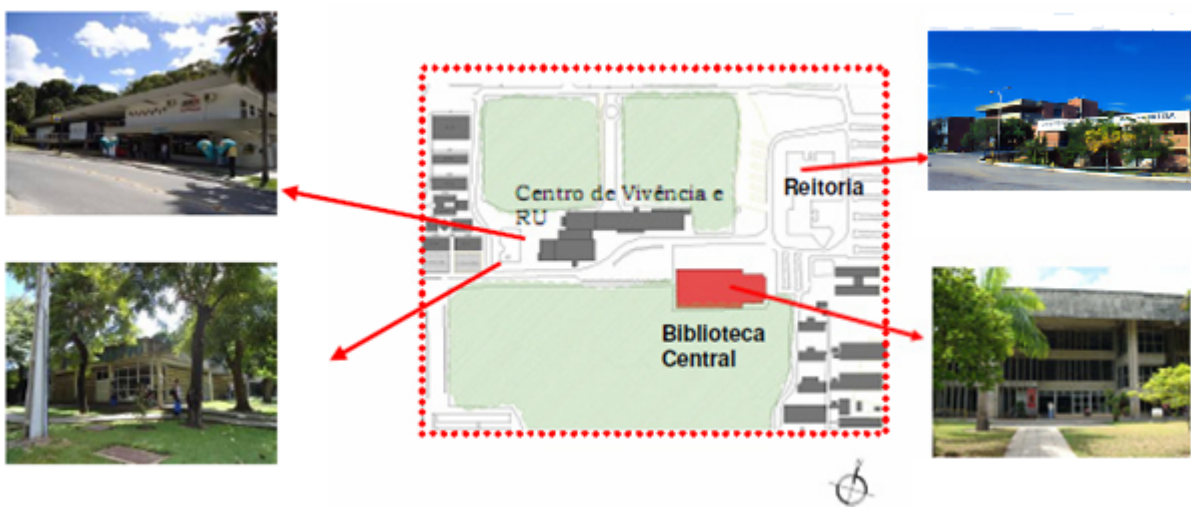 Centro de Vivência e
RU
Reitoria
Biblioteca
Central
N